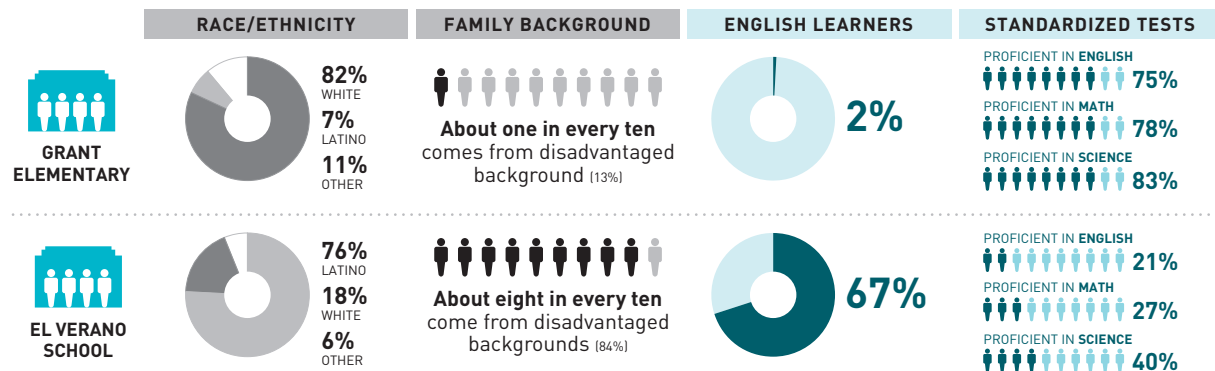 RACE/ETHNICITY
FAMILY BACKGROUND
ENGLISH LEARNERS
STANDARDIZED TESTS
GRANT
ELEMENTARY
82%
WHITE
7%
LATINO
11%
OTHER
About one in every ten
comes from disadvantaged
background (13%)
2%
PROFICIENT IN ENGLISH
75%
PROFICIENT IN MATH
78%
PROFICIENT IN SCIENCE
83%
EL VERANO
SCHOOL
76%
LATINO
18%
WHITE
6%
OTHER
About eight in every ten
come from disadvantaged
backgrounds (84%)
67%
PROFICIENT IN ENGLISH
21%
PROFICIENT IN MATH
27%
PROFICIENT IN SCIENCE
40%